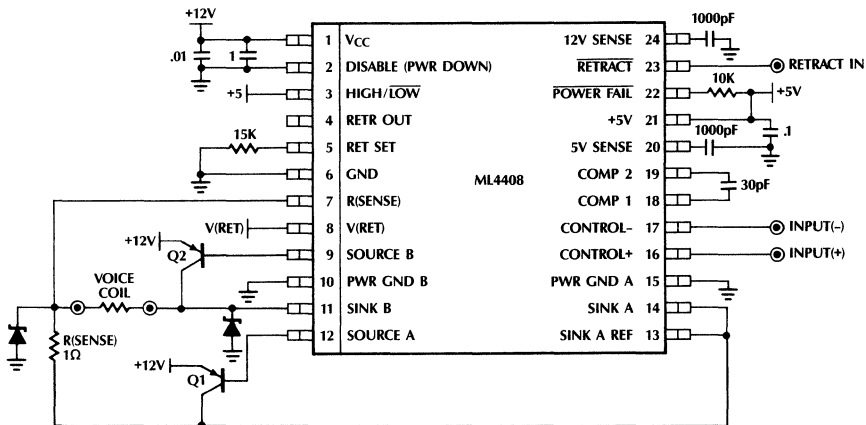 +12V
.01
1
+5
15K
V(RET)
+12V
Q2
VOICE
COIL
R(SENSE)
1Ω
+12V
Q1
1 VCC
2 DISABLE (PWR DOWN)
3 HIGH/LOW
4 RETR OUT
5 RET SET
6 GND
7 R(SENSE)
8 V(RET)
9 SOURCE B
10 PWR GND B
11 SINK B
12 SOURCE A
ML4408
12V SENSE 24
RETRACT 23
POWER FAIL 22
+5V 21
5V SENSE 20
COMP 2 19
COMP 1 18
CONTROL– 17
CONTROL+ 16
PWR GND A 15
SINK A 14
SINK A REF 13
1000pF
RETRACT IN
10K
+5V
1000pF
.1
30pF
INPUT(–)
INPUT(+)